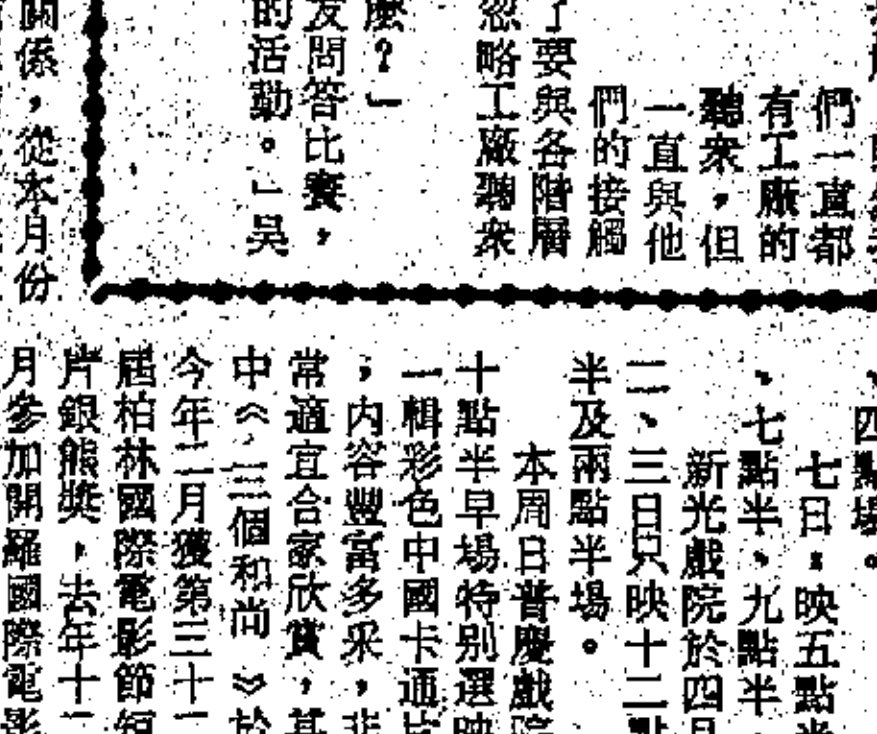 們一直都
有工廠的
聽衆，但
一直與他
們的接觸
了要與各階層
忽略工廠聽衆
麼？」
友問答比賽，
的活動。」吳
關係，從本月份
、四點場。
七日：映五點半
、七點半、九點半、
新光戲院於四月
二、三日只映十二點
半及兩點半場。
本周日普慶戲院
十點半早場特別選映
一輯彩色中國卡通片
，內容豐富多采，非
常適宜合家欣賞，其
中《三個和尚》於
今年二月獲第三十二
屆柏林國際電影節短
片銀熊獎，去年十二
月參加開羅國際電影